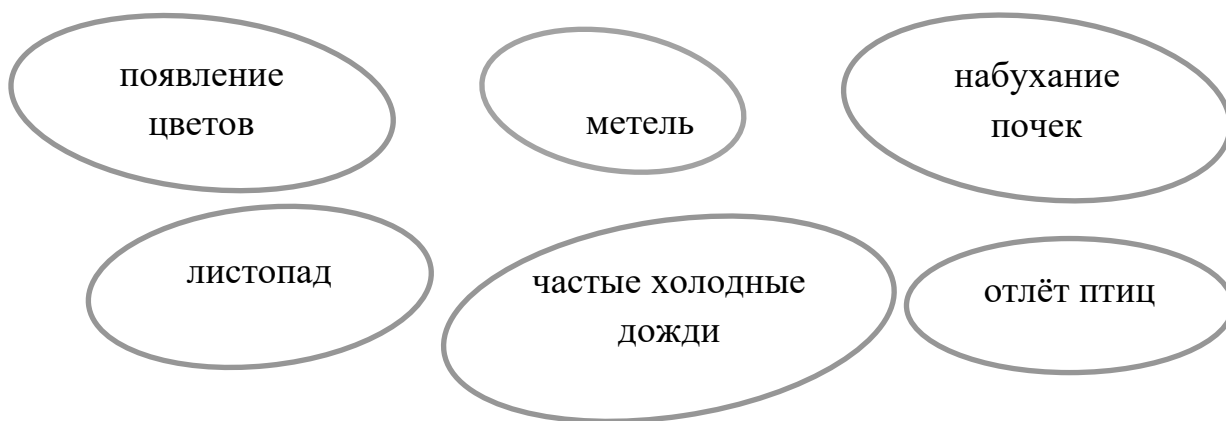 появление
цветов
метель
набухание
почек
листопад
частые холодные
дожди
отлёт птиц